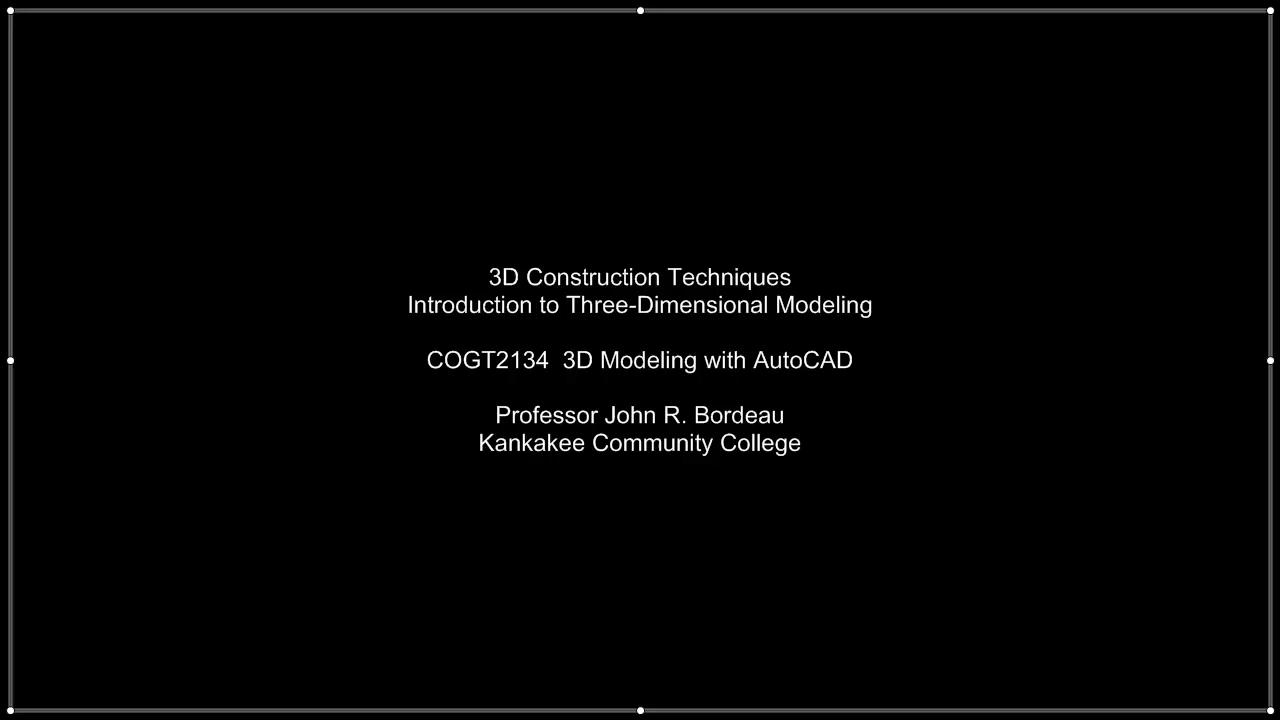 3D Construction Techniques
Introduction to Three-Dimensional Modeling
COGT2134  3D Modeling with AutoCAD
Professor John R. Bordeau
Kankakee Community College